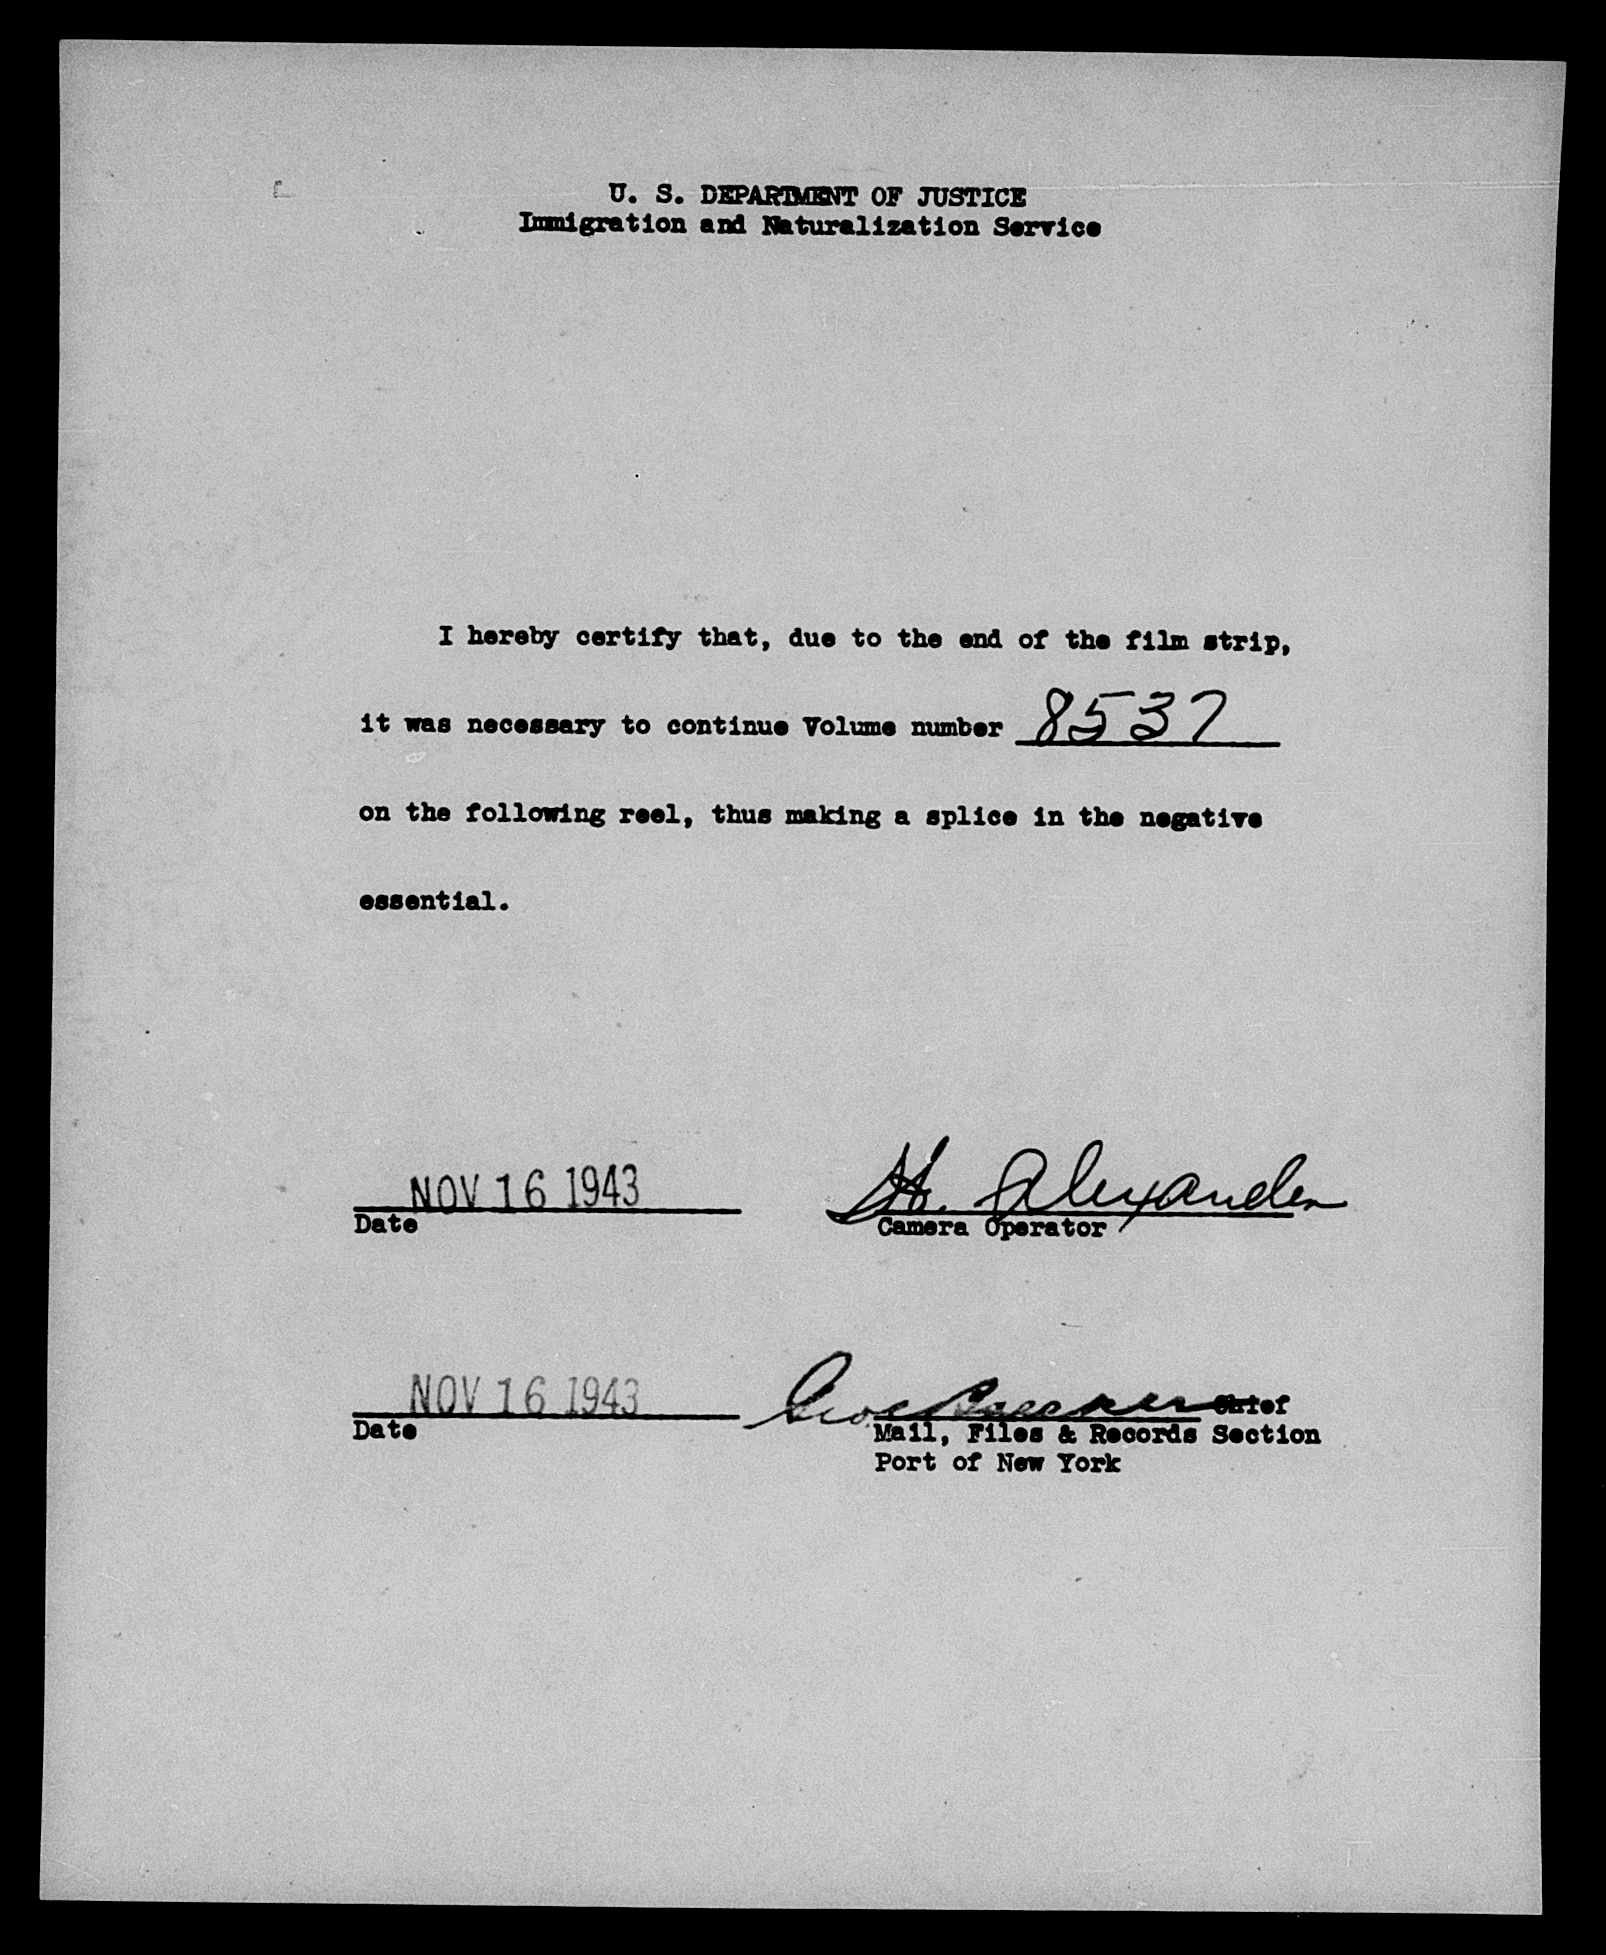 U. S. DEPARTMENT OF JUSTICE
Immigration and Naturalization Service
I hereby certify that, due to the end of the film strip,
it was necessary to continue Volume number 8537
on the following reel, thus making a splice in the negative
essential.
NOV 16 1943
H. Alexander
Date
Camera Operator
NOV 16 1943
Chief
Date
Mail, Files & Records Section
Port of New York